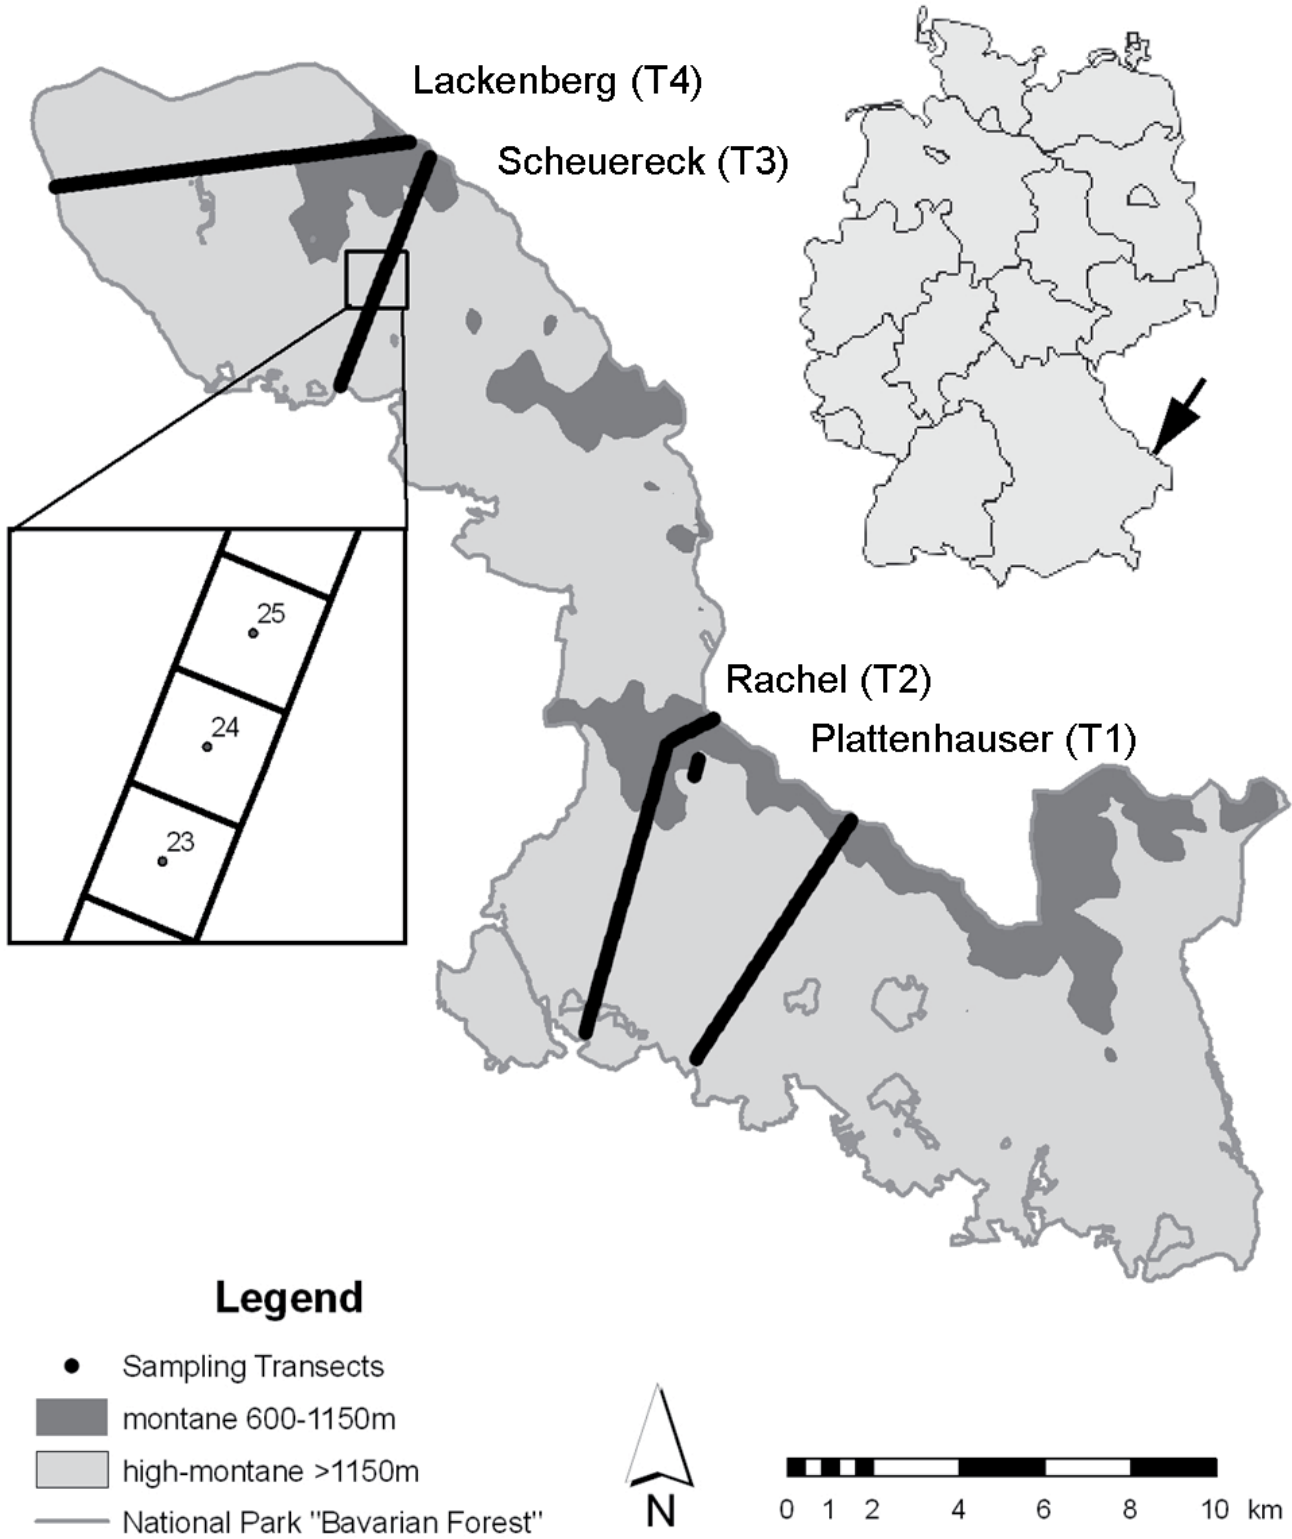 Lackenberg (T4)
Scheuereck (T3)
25
24
23
Rachel (T2)
Plattenhauser (T1)
Legend
Sampling Transects
montane 600-1150m
high-montane >1150m
National Park "Bavarian Forest"
N
0 1 2 4 6 8 10 km